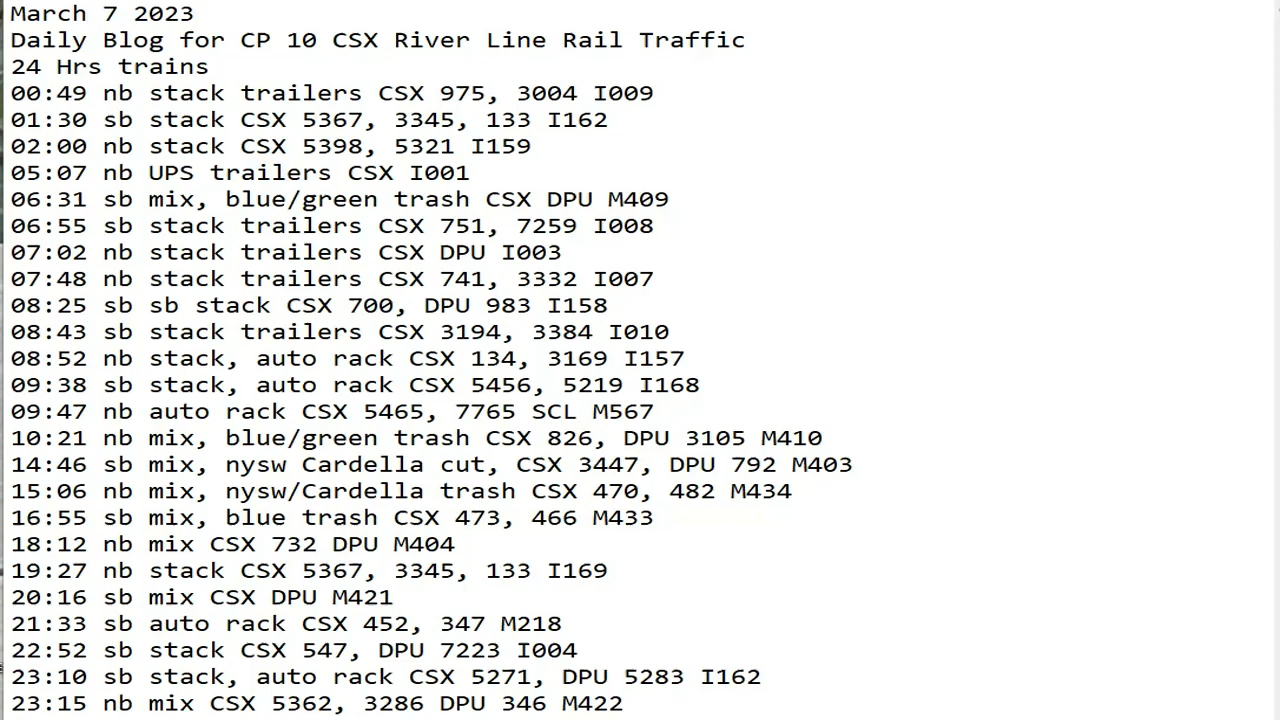 March 7 2023
Daily Blog for CP 10 CSX River Line Rail Traffic
24 Hrs trains
00:49 nb stack trailers CSX 975, 3004 I009
01:30 sb stack CSX 5367, 3345, 133 I162
02:00 nb stack CSX 5398, 5321 I159
05:07 nb UPS trailers CSX I001
06:31 sb mix, blue/green trash CSX DPU M409
06:55 sb stack trailers CSX 751, 7259 I008
07:02 nb stack trailers CSX DPU I003
07:48 nb stack trailers CSX 741, 3332 I007
08:25 sb sb stack CSX 700, DPU 983 I158
08:43 sb stack trailers CSX 3194, 3384 I010
08:52 nb stack, auto rack CSX 134, 3169 I157
09:38 sb stack, auto rack CSX 5456, 5219 I168
09:47 nb auto rack CSX 5465, 7765 SCL M567
10:21 nb mix, blue/green trash CSX 826, DPU 3105 M410
14:46 sb mix, nysw Cardella cut, CSX 3447, DPU 792 M403
15:06 nb mix, nysw/Cardella trash CSX 470, 482 M434
16:55 sb mix, blue trash CSX 473, 466 M433
18:12 nb mix CSX 732 DPU M404
19:27 nb stack CSX 5367, 3345, 133 I169
20:16 sb mix CSX DPU M421
21:33 sb auto rack CSX 452, 347 M218
22:52 sb stack CSX 547, DPU 7223 I004
23:10 sb stack, auto rack CSX 5271, DPU 5283 I162
23:15 nb mix CSX 5362, 3286 DPU 346 M422